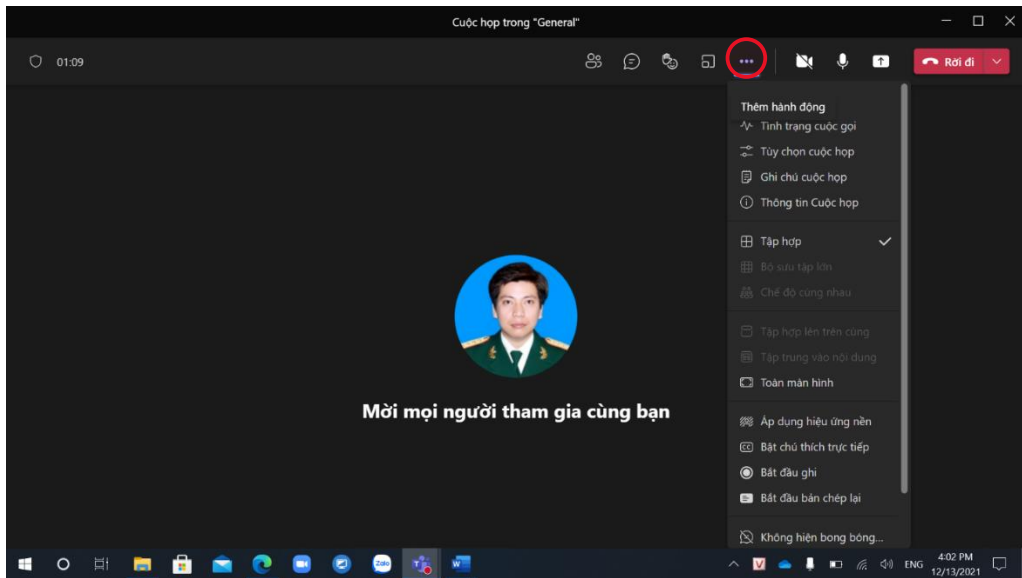 Cuộc họp trong "General"
01:09
Rời đi
Thêm hành động
Tình trạng cuộc gọi
Tùy chọn cuộc họp
Ghi chú cuộc họp
Thông tin Cuộc họp
Tập hợp
Bộ sưu tập lớn
Chế độ cùng nhau
Tập hợp lên trên cùng
Tập trung vào nội dung
Toàn màn hình
Mời mọi người tham gia cùng bạn
Áp dụng hiệu ứng nền
CC Bật chú thích trực tiếp
Bắt đầu ghi
Bắt đầu bản chép lại
Không hiện bong bóng...
Zalo
W
V
ENG
4:02 PM
12/13/2021